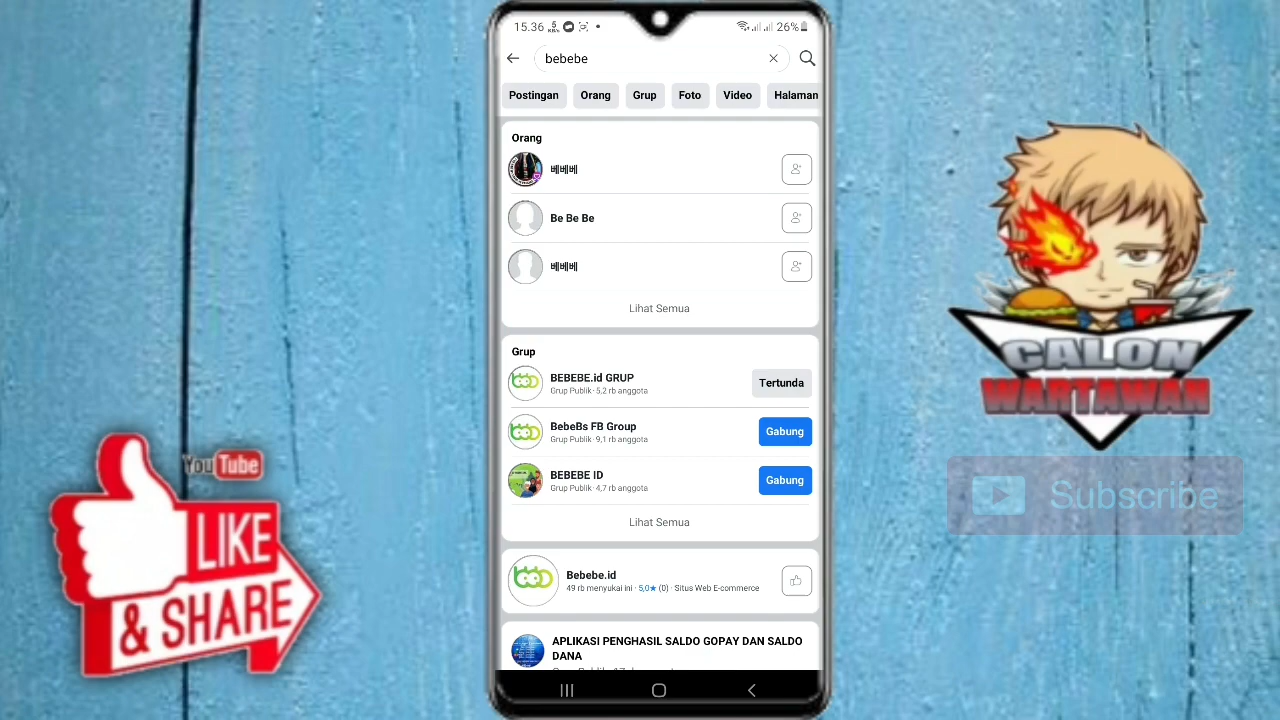 15.36 5 KB/s 26%
bebebe
Postingan Orang Grup Foto Video Halaman
Orang
베베베
Be Be Be
베베베
Lihat Semua
Grup
BEBEBE.id GRUP
Grup Publik · 5,2 rb anggota
Tertunda
BebeBs FB Group
Grup Publik · 9,1 rb anggota
Gabung
BEBEBE ID
Grup Publik · 4,7 rb anggota
Gabung
Lihat Semua
Bebebe.id
49 rb menyukai ini · 5,0★ (0) · Situs Web E-commerce
APLIKASI PENGHASIL SALDO GOPAY DAN SALDO
DANA
YouTube
LIKE
& SHARE
CALON
WARTAWAN
Subscribe